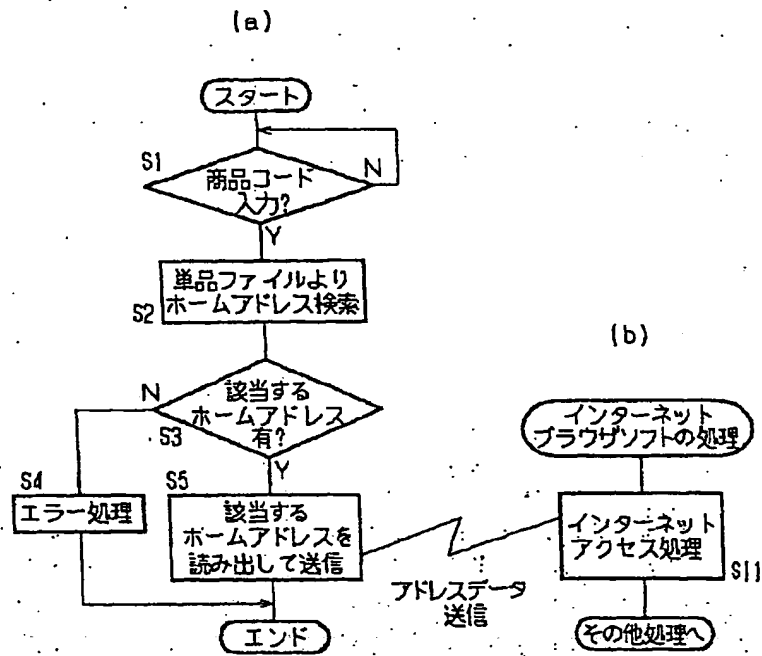 (a)
スタート
S1
商品コード
入力?
N
Y
単品ファイルより
ホームアドレス検索
S2
N
該当する
ホームアドレス
有?
S3
Y
S4
エラー処理
S5
該当する
ホームアドレスを
読み出して送信
エンド
アドレスデータ
送信
(b)
インターネット
ブラウザソフトの処理
インターネット
アクセス処理
S11
その他処理へ